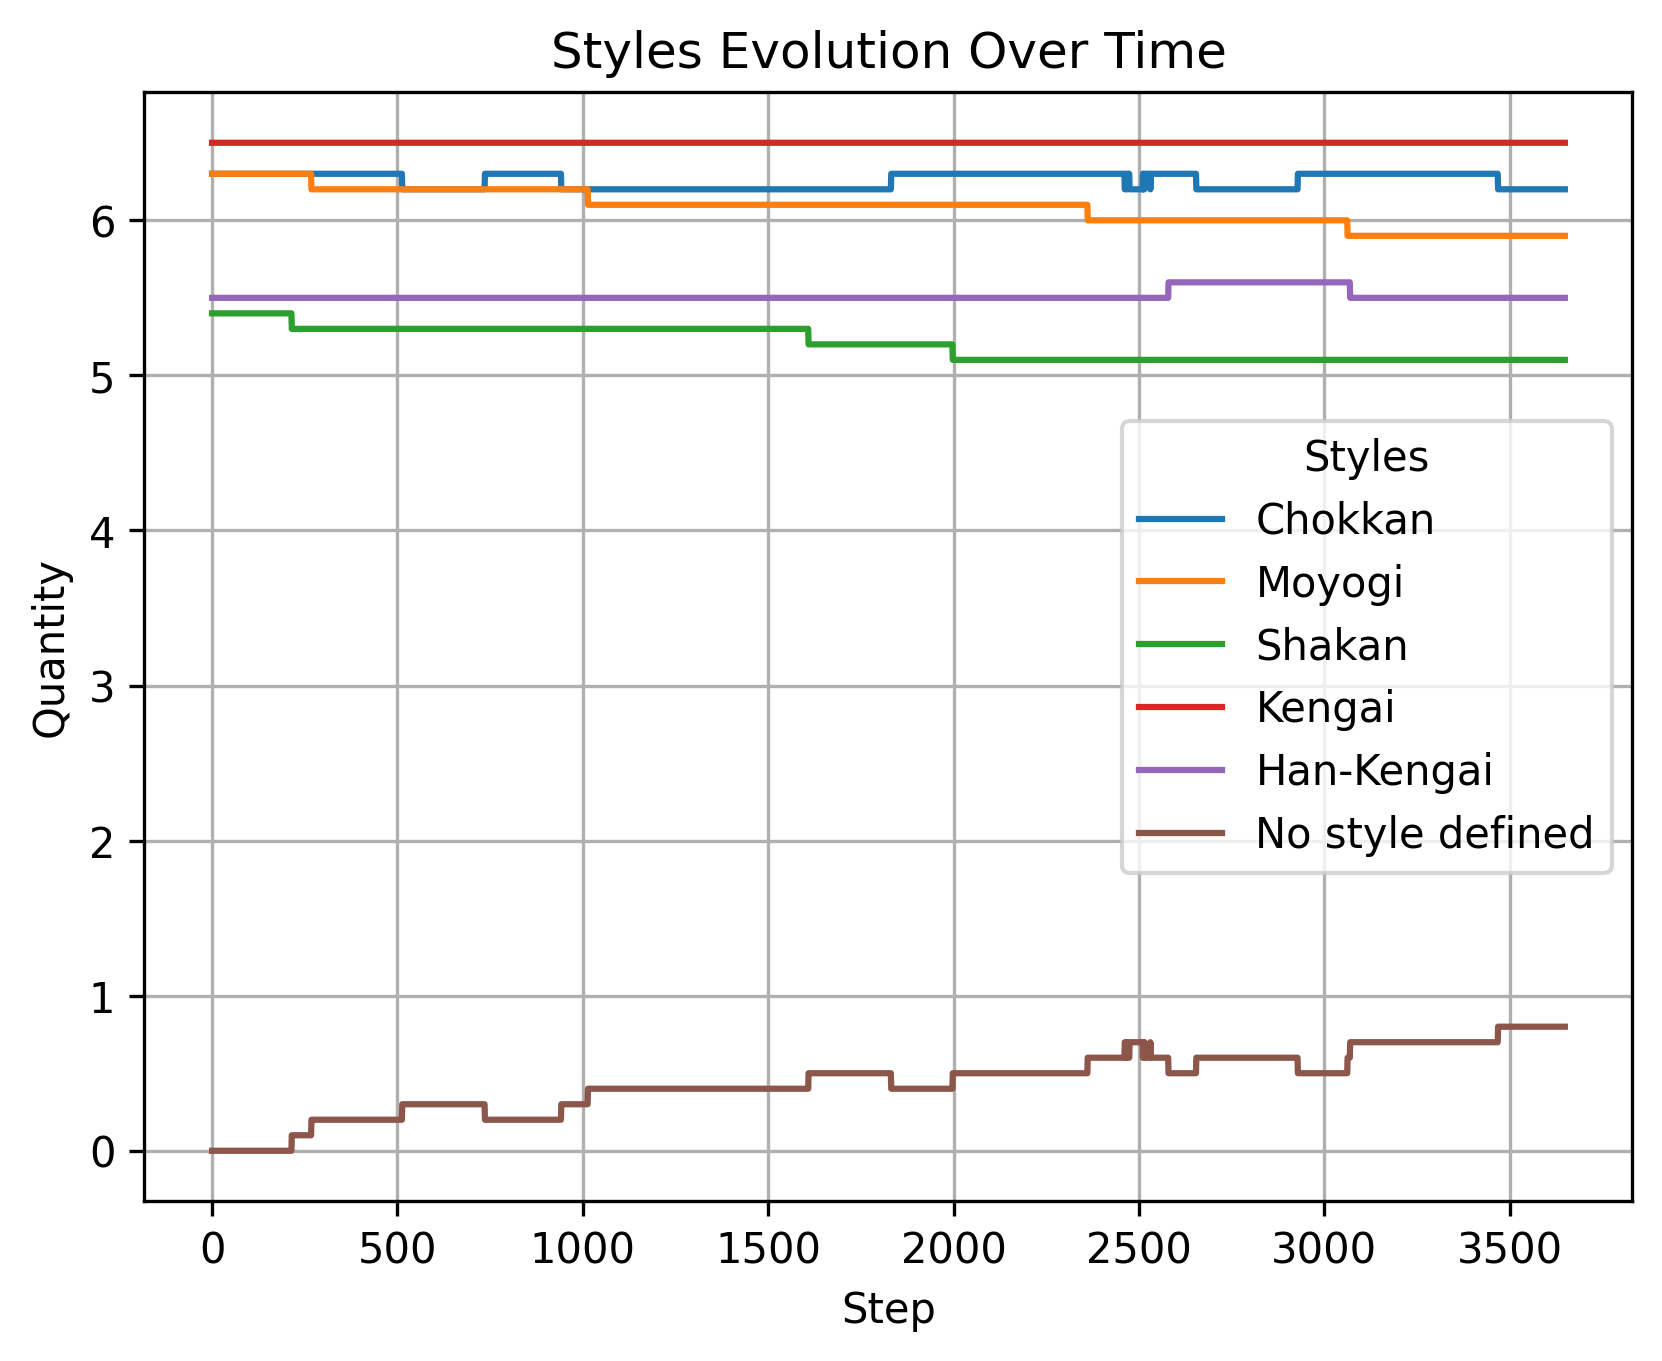 Styles Evolution Over Time
Quantity
6
5
4
3
2
1
0
Styles
Chokkan
Moyogi
Shakan
Kengai
Han-Kengai
No style defined
0 500 1000 1500 2000 2500 3000 3500
Step